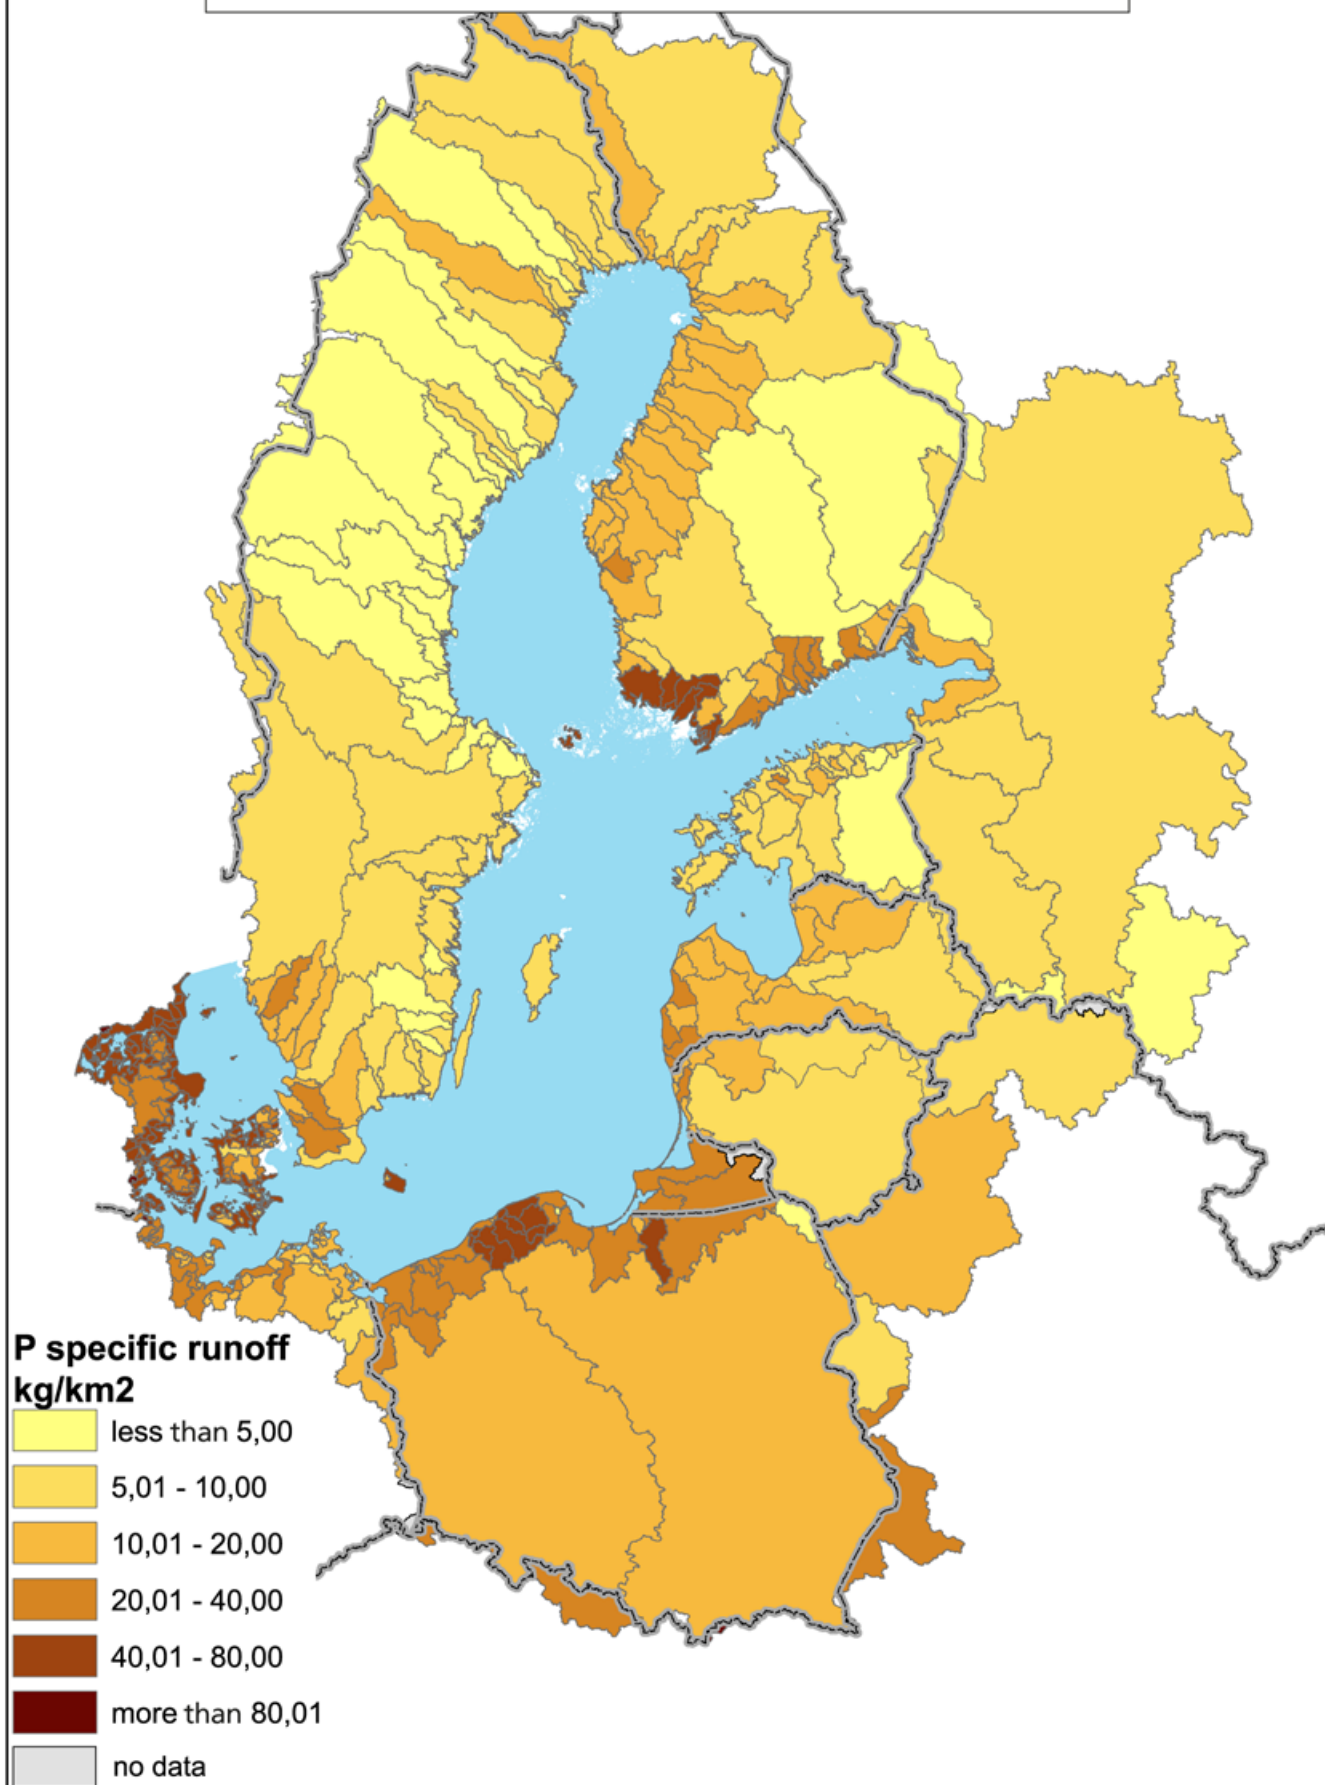 P specific runoff
kg/km2
less than 5,00
5,01 - 10,00
10,01 - 20,00
20,01 - 40,00
40,01 - 80,00
more than 80,01
no data